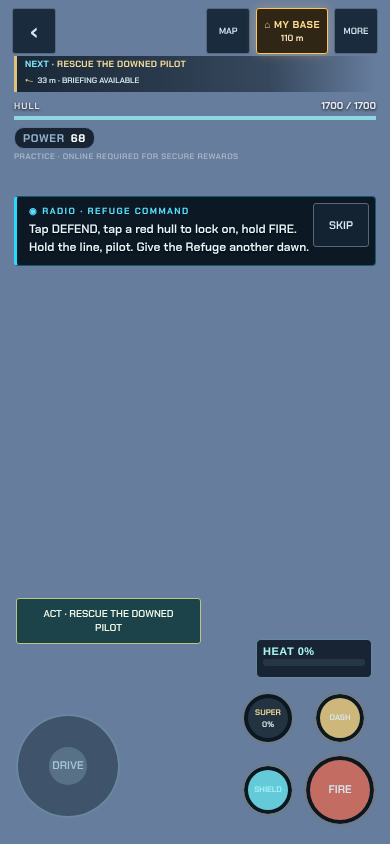 ‹
MAP
⌂ MY BASE
110 m
MORE
NEXT · RESCUE THE DOWNED PILOT
33 m · BRIEFING AVAILABLE
HULL
1700 / 1700
POWER 68
PRACTICE · ONLINE REQUIRED FOR SECURE REWARDS
◉ RADIO · REFUGE COMMAND
Tap DEFEND, tap a red hull to lock on, hold FIRE.
Hold the line, pilot. Give the Refuge another dawn.
SKIP
ACT · RESCUE THE DOWNED
PILOT
HEAT 0%
SUPER
0%
DASH
DRIVE
SHIELD
FIRE